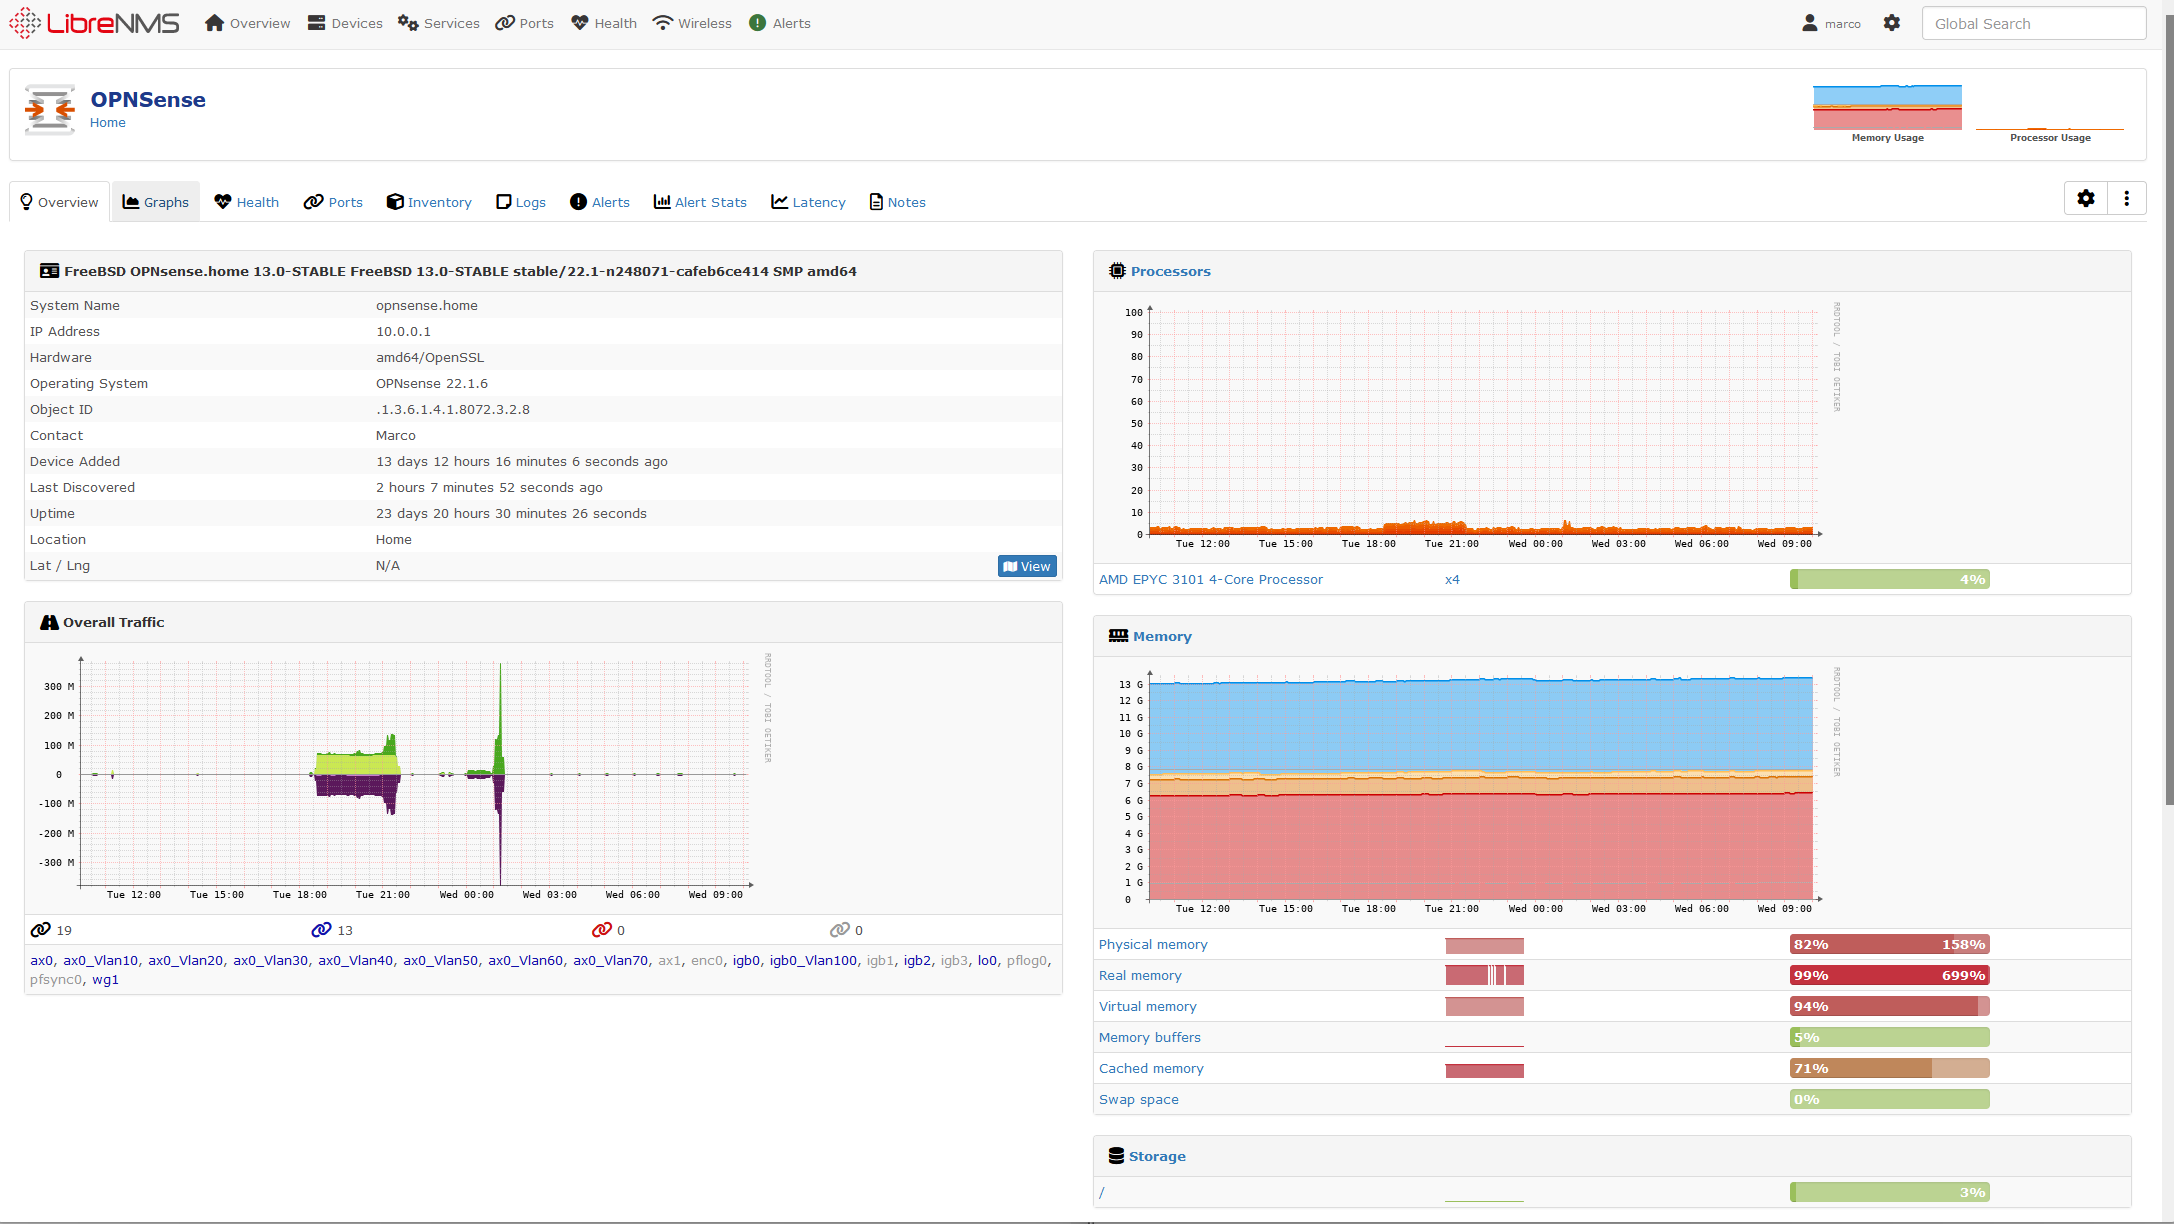 LibreNMS Overview Devices Services Ports Health Wireless Alerts marco Global Search
OPNSense
Home
Memory Usage Processor Usage
Overview Graphs Health Ports Inventory Logs Alerts Alert Stats Latency Notes
FreeBSD OPNsense.home 13.0-STABLE FreeBSD 13.0-STABLE stable/22.1-n248071-cafeb6ce414 SMP amd64
System Name opnsense.home
IP Address 10.0.0.1
Hardware amd64/OpenSSL
Operating System OPNsense 22.1.6
Object ID .1.3.6.1.4.1.8072.3.2.8
Contact Marco
Device Added 13 days 12 hours 16 minutes 6 seconds ago
Last Discovered 2 hours 7 minutes 52 seconds ago
Uptime 23 days 20 hours 30 minutes 26 seconds
Location Home
Lat / Lng N/A View
Overall Traffic
300 M
200 M
100 M
0
-100 M
-200 M
-300 M
Tue 12:00 Tue 15:00 Tue 18:00 Tue 21:00 Wed 00:00 Wed 03:00 Wed 06:00 Wed 09:00
RRDTOOL / TOBI OETIKER
19 13 0 0
ax0, ax0_Vlan10, ax0_Vlan20, ax0_Vlan30, ax0_Vlan40, ax0_Vlan50, ax0_Vlan60, ax0_Vlan70, ax1, enc0, igb0, igb0_Vlan100, igb1, igb2, igb3, lo0, pflog0,
pfsync0, wg1
Processors
100
90
80
70
60
50
40
30
20
10
0
Tue 12:00 Tue 15:00 Tue 18:00 Tue 21:00 Wed 00:00 Wed 03:00 Wed 06:00 Wed 09:00
RRDTOOL / TOBI OETIKER
AMD EPYC 3101 4-Core Processor x4 4%
Memory
13 G
12 G
11 G
10 G
9 G
8 G
7 G
6 G
5 G
4 G
3 G
2 G
1 G
0
Tue 12:00 Tue 15:00 Tue 18:00 Tue 21:00 Wed 00:00 Wed 03:00 Wed 06:00 Wed 09:00
RRDTOOL / TOBI OETIKER
Physical memory 82% 158%
Real memory 99% 699%
Virtual memory 94%
Memory buffers 5%
Cached memory 71%
Swap space 0%
Storage
/ 3%